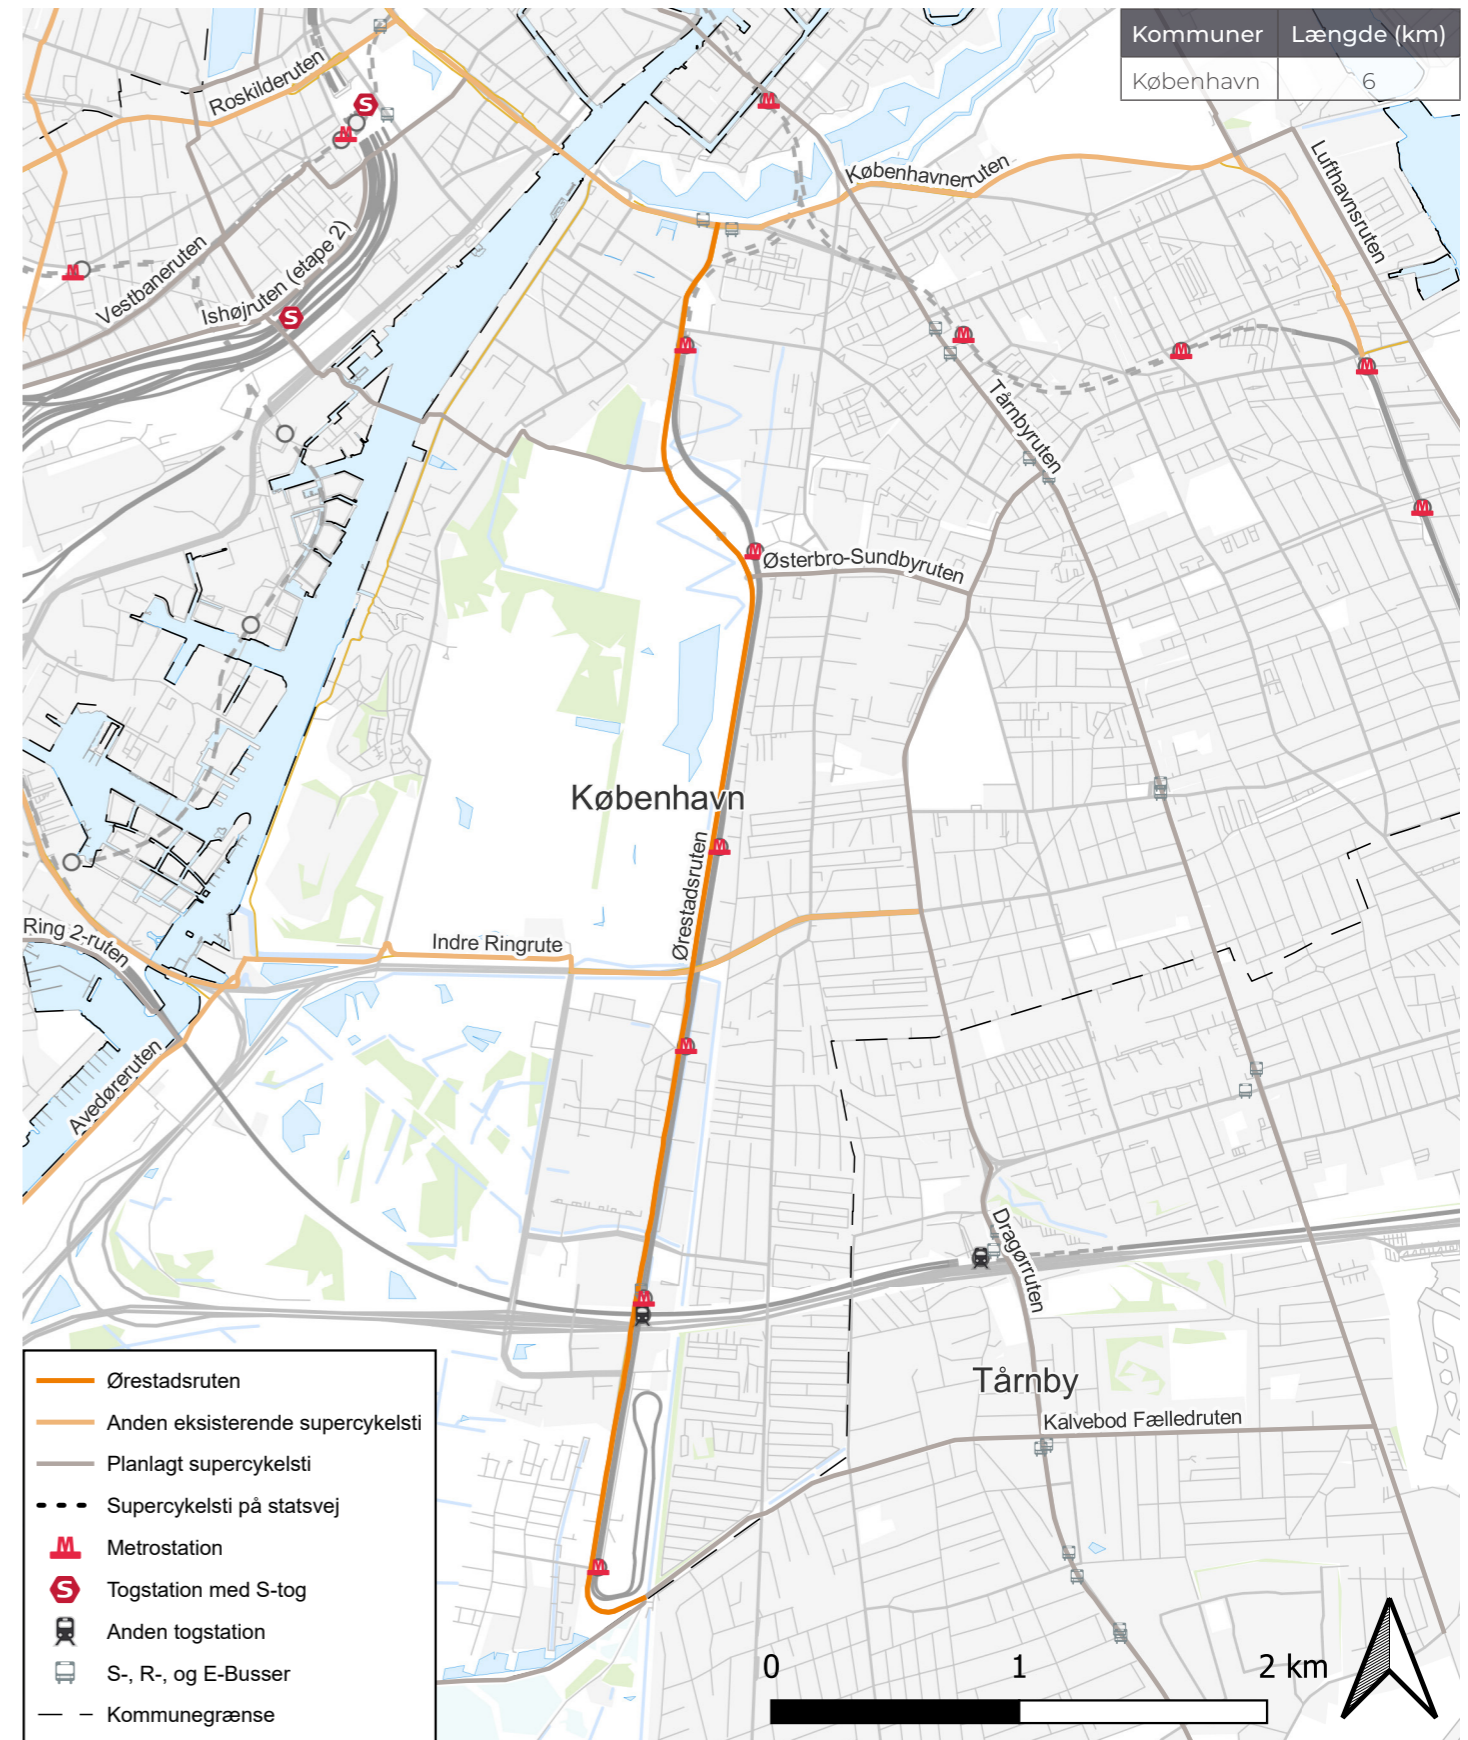 Kommuner Længde (km)
København 6
Roskilderuten
Københavnerruten
Lufthavnsruten
Vestbaneruten
Ishøjruten (etape 2)
Tårnbyruten
Østerbro-Sundbyruten
København
Ørestadsruten
Ring 2-ruten
Indre Ringrute
Avedøreruten
Dragørruten
Tårnby
Kalvebod Fælledruten
Ørestadsruten
Anden eksisterende supercykelsti
Planlagt supercykelsti
Supercykelsti på statsvej
M Metrostation
S Togstation med S-tog
Anden togstation
S-, R-, og E-Busser
Kommunegrænse
0 1 2 km